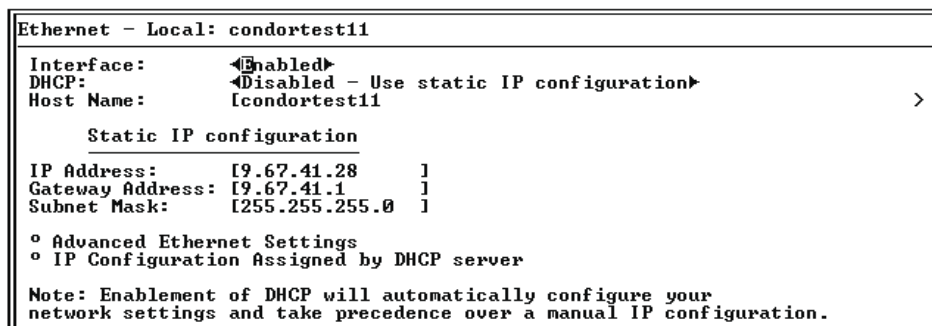 Ethernet - Local: condortest11
Interface: ◄Enabled►
DHCP: ◄Disabled - Use static IP configuration►
Host Name: [condortest11 >
Static IP configuration
IP Address: [9.67.41.28 ]
Gateway Address: [9.67.41.1 ]
Subnet Mask: [255.255.255.0 ]
º Advanced Ethernet Settings
º IP Configuration Assigned by DHCP server
Note: Enablement of DHCP will automatically configure your
network settings and take precedence over a manual IP configuration.